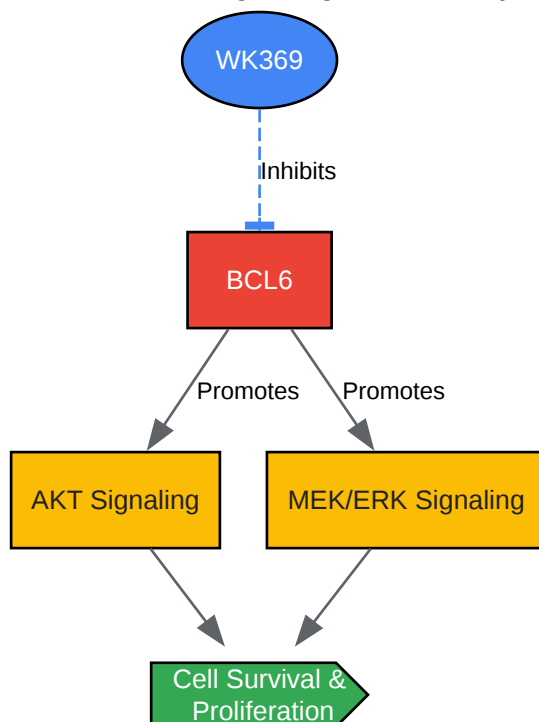 WK369
Inhibits
BCL6
Promotes
Promotes
AKT Signaling
MEK/ERK Signaling
Cell Survival &
Proliferation